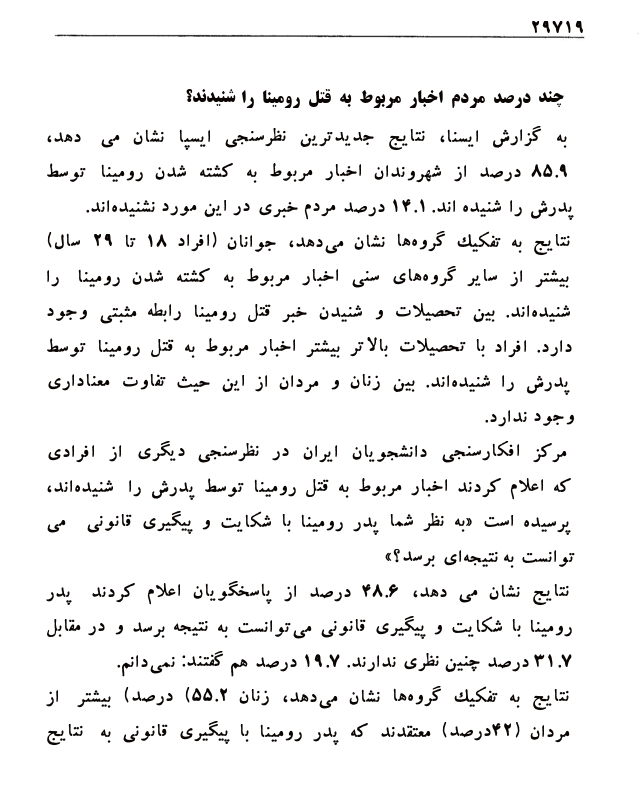 ۲۹۷۱۹
چند درصد مردم اخبار مربوط به قتل رومینا را شنیدند؟
به گزارش ایسنا، نتایج جدیدترین نظرسنجی ایسپا نشان می دهد،
۸۵.۹ درصد از شهروندان اخبار مربوط به کشته شدن رومینا توسط
پدرش را شنیده اند. ۱۴.۱ درصد مردم خبری در این مورد نشنیده‌اند.
نتایج به تفکیك گروه‌ها نشان می‌دهد، جوانان (افراد ۱۸ تا ۲۹ سال)
بیشتر از سایر گروه‌های سنی اخبار مربوط به کشته شدن رومینا را
شنیده‌اند. بین تحصیلات و شنیدن خبر قتل رومینا رابطه مثبتی وجود
دارد. افراد با تحصیلات بالاتر بیشتر اخبار مربوط به قتل رومینا توسط
پدرش را شنیده‌اند. بین زنان و مردان از این حیث تفاوت معناداری
وجود ندارد.
مرکز افکارسنجی دانشجویان ایران در نظرسنجی دیگری از افرادی
که اعلام کردند اخبار مربوط به قتل رومینا توسط پدرش را شنیده‌اند،
پرسیده است «به نظر شما پدر رومینا با شکایت و پیگیری قانونی می
توانست به نتیجه‌ای برسد؟»
نتایج نشان می دهد، ۴۸.۶ درصد از پاسخگویان اعلام کردند پدر
رومینا با شکایت و پیگیری قانونی می‌توانست به نتیجه برسد و در مقابل
۳۱.۷ درصد چنین نظری ندارند. ۱۹.۷ درصد هم گفتند: نمی‌دانم.
نتایج به تفکیك گروه‌ها نشان می‌دهد، زنان ۵۵.۲) درصد) بیشتر از
مردان (۴۲درصد) معتقدند که پدر رومینا با پیگیری قانونی به نتایج